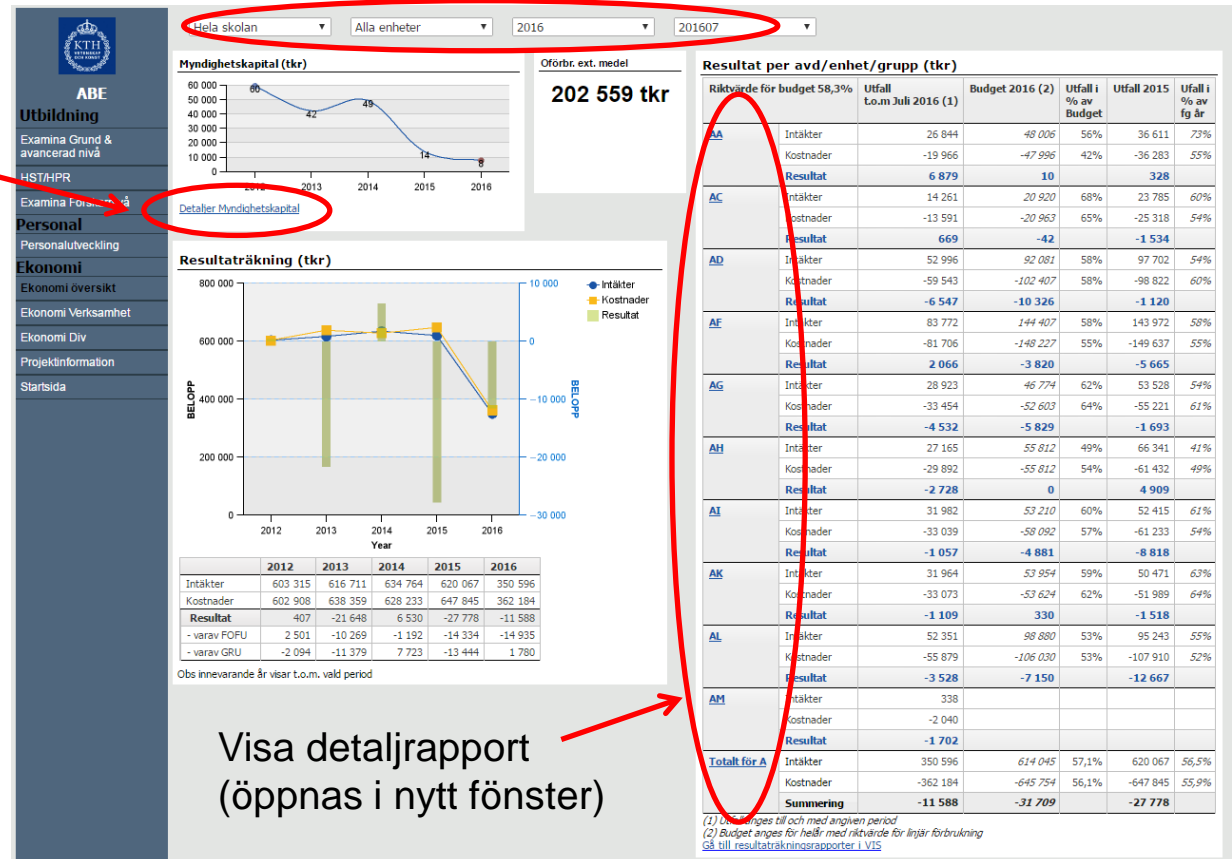 Hela skolan Alla enheter 2016 201607
KTH
VETENSKAP
OCH KONST
ABE
Utbildning
Examina Grund &
avancerad nivå
HST/HPR
Examina Forskarnivå
Personal
Personalutveckling
Ekonomi
Ekonomi översikt
Ekonomi Verksamhet
Ekonomi Div
Projektinformation
Startsida
Myndighetskapital (tkr)
60 000
50 000
40 000
30 000
20 000
10 000
0
60 42 49 14 8
2012 2013 2014 2015 2016
Detaljer Myndighetskapital
Oförbr. ext. medel
202 559 tkr
Resultaträkning (tkr)
800 000 10 000
600 000 0
400 000 −10 000
200 000 −20 000
0 −30 000
BELOPP
BELOPP
Intäkter
Kostnader
Resultat
2012 2013 2014 2015 2016
Year
2012 2013 2014 2015 2016
Intäkter 603 315 616 711 634 764 620 067 350 596
Kostnader 602 908 638 359 628 233 647 845 362 184
Resultat 407 -21 648 6 530 -27 778 -11 588
- varav FOFU 2 501 -10 269 -1 192 -14 334 -14 935
- varav GRU -2 094 -11 379 7 723 -13 444 1 780
Obs innevarande år visar t.o.m. vald period
Visa detaljrapport
(öppnas i nytt fönster)
Resultat per avd/enhet/grupp (tkr)
Riktvärde för budget 58,3% Utfall Budget 2016 (2) Utfall i Utfall 2015 Utfall i
t.o.m Juli 2016 (1) % av % av
Budget fg år
AA Intäkter 26 844 48 006 56% 36 611 73%
Kostnader -19 966 -47 996 42% -36 283 55%
Resultat 6 879 10 328
AC Intäkter 14 261 20 920 68% 23 785 60%
Kostnader -13 591 -20 963 65% -25 318 54%
Resultat 669 -42 -1 534
AD Intäkter 52 996 92 081 58% 97 702 54%
Kostnader -59 543 -102 407 58% -98 822 60%
Resultat -6 547 -10 326 -1 120
AF Intäkter 83 772 144 407 58% 143 972 58%
Kostnader -81 706 -148 227 55% -149 637 55%
Resultat 2 066 -3 820 -5 665
AG Intäkter 28 923 46 774 62% 53 528 54%
Kostnader -33 454 -52 603 64% -55 221 61%
Resultat -4 532 -5 829 -1 693
AH Intäkter 27 165 55 812 49% 66 341 41%
Kostnader -29 892 -55 812 54% -61 432 49%
Resultat -2 728 0 4 909
AI Intäkter 31 982 53 210 60% 52 415 61%
Kostnader -33 039 -58 092 57% -61 233 54%
Resultat -1 057 -4 881 -8 818
AK Intäkter 31 964 53 954 59% 50 471 63%
Kostnader -33 073 -53 624 62% -51 989 64%
Resultat -1 109 330 -1 518
AL Intäkter 52 351 98 880 53% 95 243 55%
Kostnader -55 879 -106 030 53% -107 910 52%
Resultat -3 528 -7 150 -12 667
AM Intäkter 338
Kostnader -2 040
Resultat -1 702
Totalt för A Intäkter 350 596 614 045 57,1% 620 067 56,5%
Kostnader -362 184 -645 754 56,1% -647 845 55,9%
Summering -11 588 -31 709 -27 778
(1) Utfall anges till och med angiven period
(2) Budget anges för helår med riktvärde för linjär förbrukning
Gå till resultaträkningsrapporter i VIS